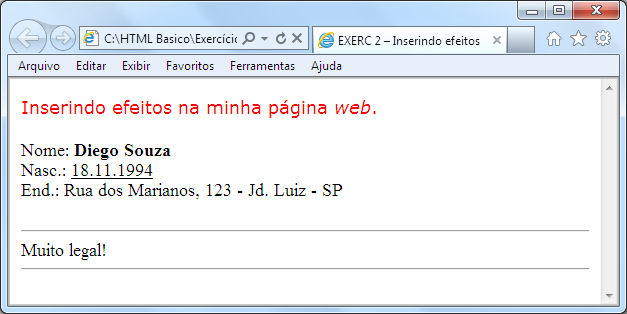 C:\HTML Basico\Exercíci
EXERC 2 – Inserindo efeitos
Arquivo Editar Exibir Favoritos Ferramentas Ajuda
Inserindo efeitos na minha página web.
Nome: Diego Souza
Nasc.: 18.11.1994
End.: Rua dos Marianos, 123 - Jd. Luiz - SP
Muito legal!